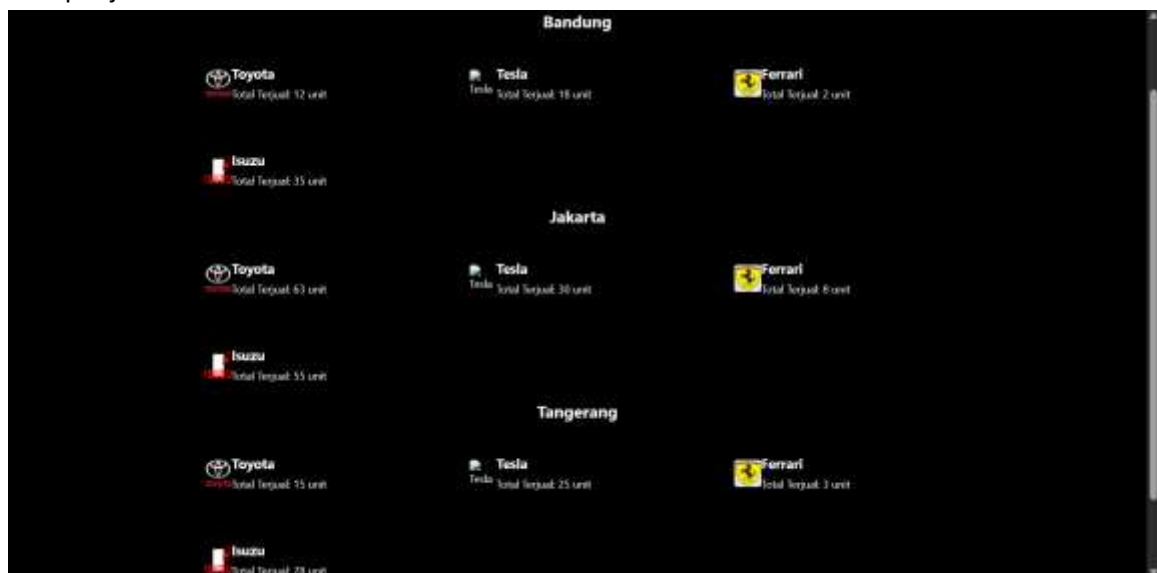 Bandung
Toyota
Total Terjual: 12 unit
Tesla
Tesla
Total Terjual: 18 unit
Ferrari
Total Terjual: 2 unit
Isuzu
Total Terjual: 35 unit
Jakarta
Toyota
Total Terjual: 63 unit
Tesla
Tesla
Total Terjual: 30 unit
Ferrari
Total Terjual: 8 unit
Isuzu
Total Terjual: 55 unit
Tangerang
Toyota
Total Terjual: 15 unit
Tesla
Tesla
Total Terjual: 25 unit
Ferrari
Total Terjual: 3 unit
Isuzu
Total Terjual: unit